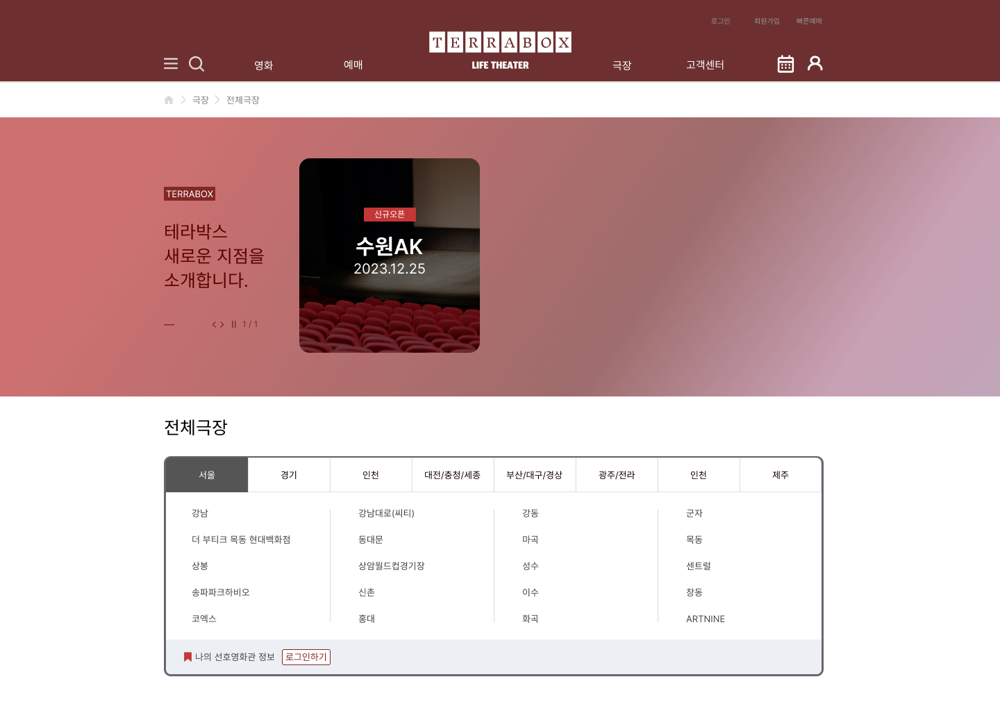 로그인 회원가입 빠른예매
TERRABOX
LIFE THEATER
영화 예매 극장 고객센터
극장 전체극장
TERRABOX
테라박스
새로운 지점을
소개합니다.
1 / 1
신규오픈
수원AK
2023.12.25
전체극장
서울 경기 인천 대전/충청/세종 부산/대구/경상 광주/전라 인천 제주
강남 강남대로(씨티) 강동 군자
더 부티크 목동 현대백화점 동대문 마곡 목동
상봉 상암월드컵경기장 성수 센트럴
송파파크하비오 신촌 이수 창동
코엑스 홍대 화곡 ARTNINE
나의 선호영화관 정보 로그인하기